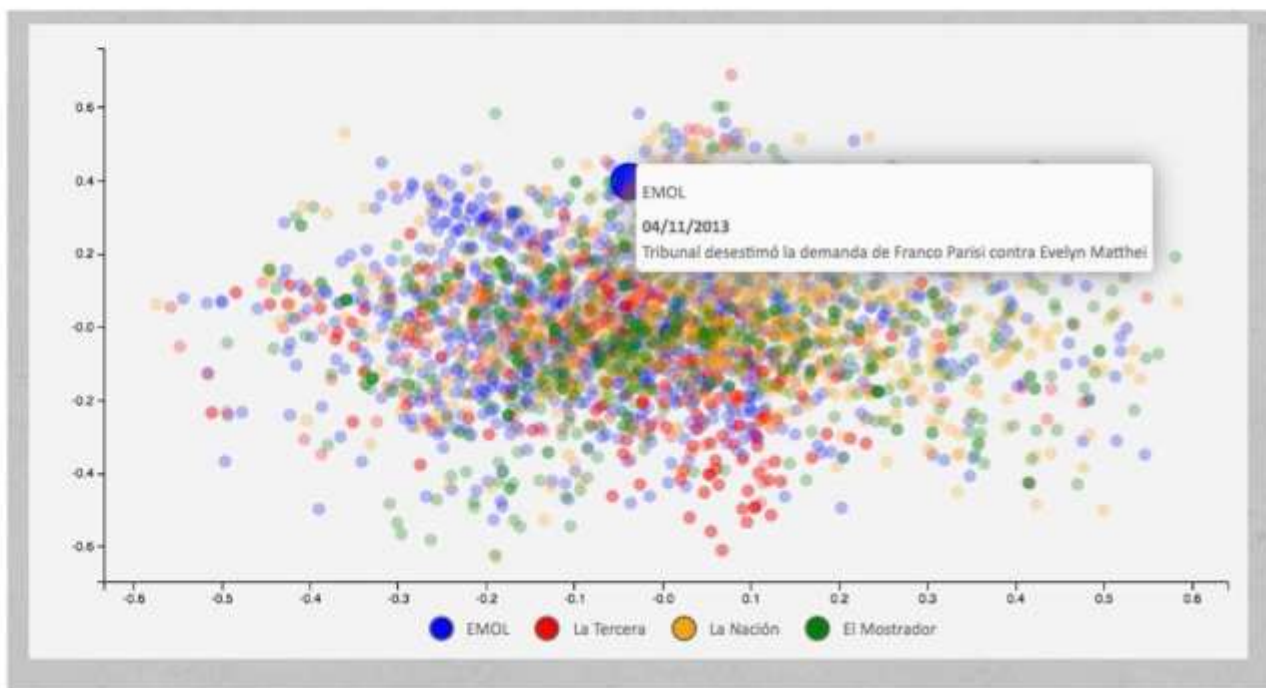 0.6
0.4
EMOL
04/11/2013
0.2
Tribunal desestimó la demanda de Franco Parisi contra Evelyn Matthei
-0.0
-0.2
-0.4
-0.6
-0.6 -0.5 -0.4 -0.3 -0.2 -0.1 -0.0 0.1 0.2 0.3 0.4 0.5 0.6
EMOL La Tercera La Nación El Mostrador